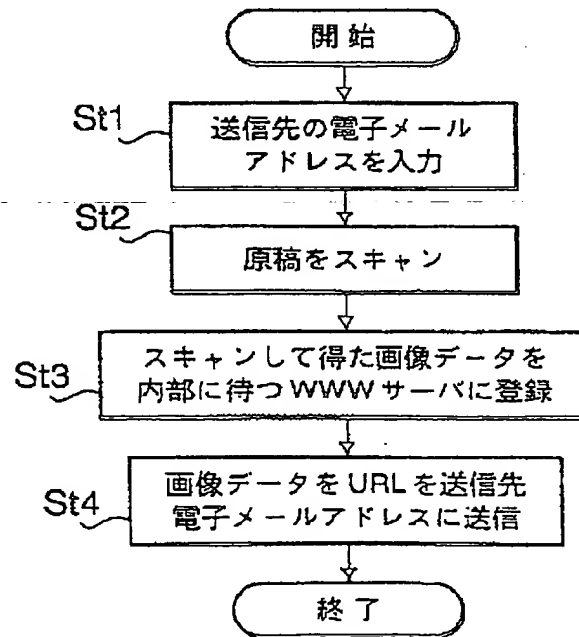 開始
St1
送信先の電子メール
アドレスを入力
St2
原稿をスキャン
St3
スキャンして得た画像データを
内部に待つWWWサーバに登録
St4
画像データをURLを送信先
電子メールアドレスに送信
終了